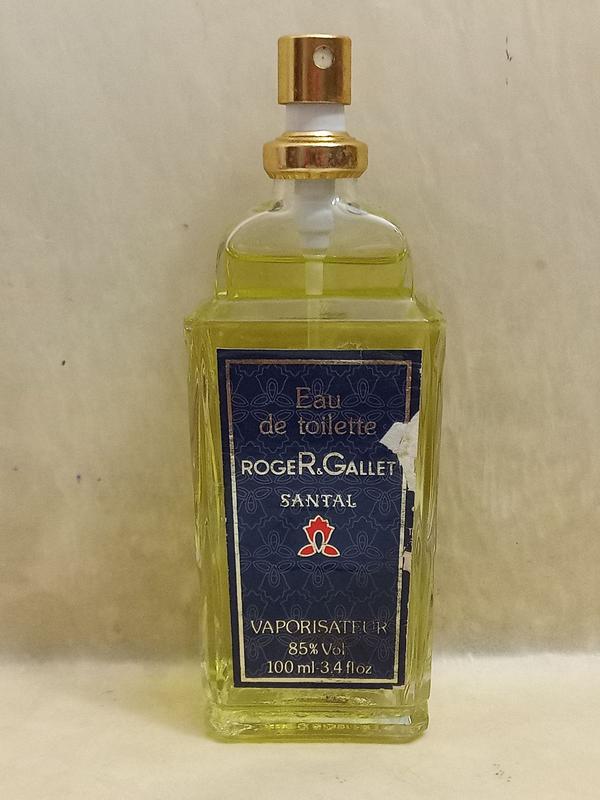 Eau
de toilette
ROGER & GALLET
SANTAL
VAPORISATEUR
85% Vol
100 ml-3.4 fl oz